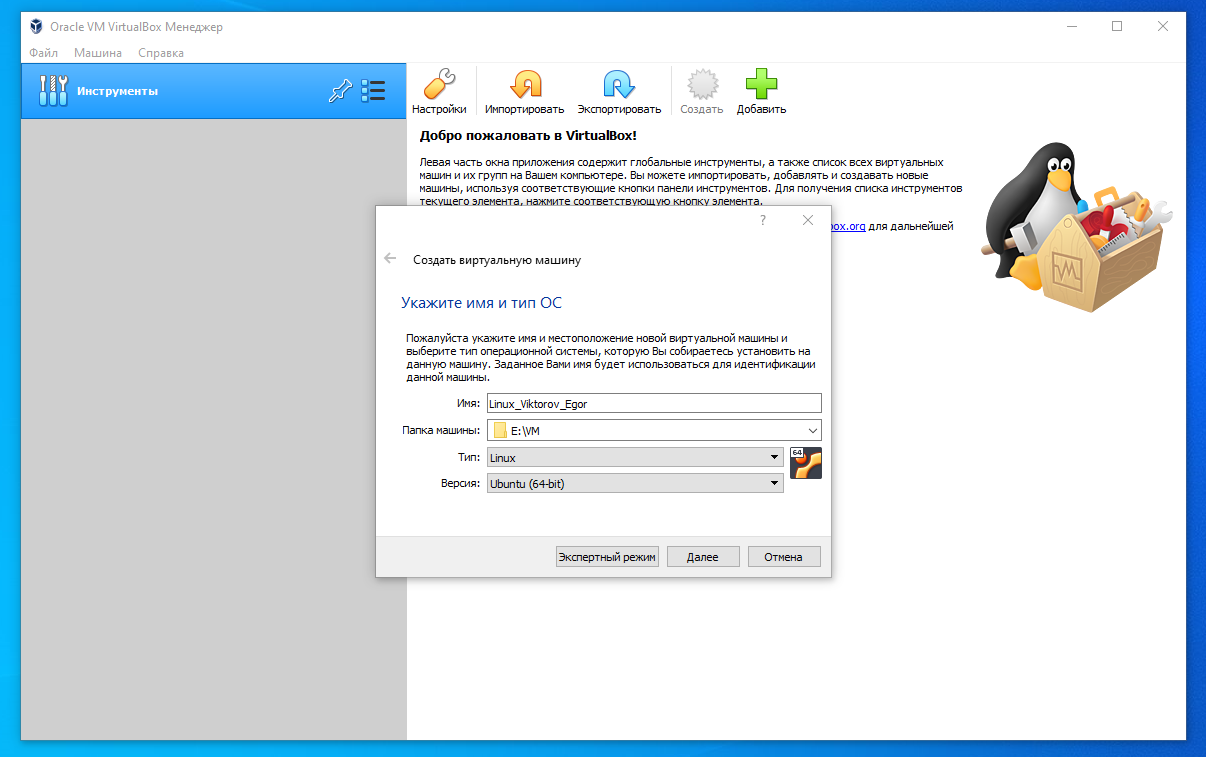 Oracle VM VirtualBox Менеджер
Файл Машина Справка
Инструменты
Настройки Импортировать Экспортировать Создать Добавить
Добро пожаловать в VirtualBox!
Левая часть окна приложения содержит глобальные инструменты, а также список всех виртуальных
машин и их групп на Вашем компьютере. Вы можете импортировать, добавлять и создавать новые
машины, используя соответствующие кнопки панели инструментов. Для получения списка инструментов
текущего элемента, нажмите соответствующую кнопку элемента.
box.org для дальнейшей
?
Создать виртуальную машину
Укажите имя и тип ОС
Пожалуйста укажите имя и местоположение новой виртуальной машины и
выберите тип операционной системы, которую Вы собираетесь установить на
данную машину. Заданное Вами имя будет использоваться для идентификации
данной машины.
Имя: Linux_Viktorov_Egor
Папка машины: E:\VM
Тип: Linux
64
Версия: Ubuntu (64-bit)
Экспертный режим Далее Отмена